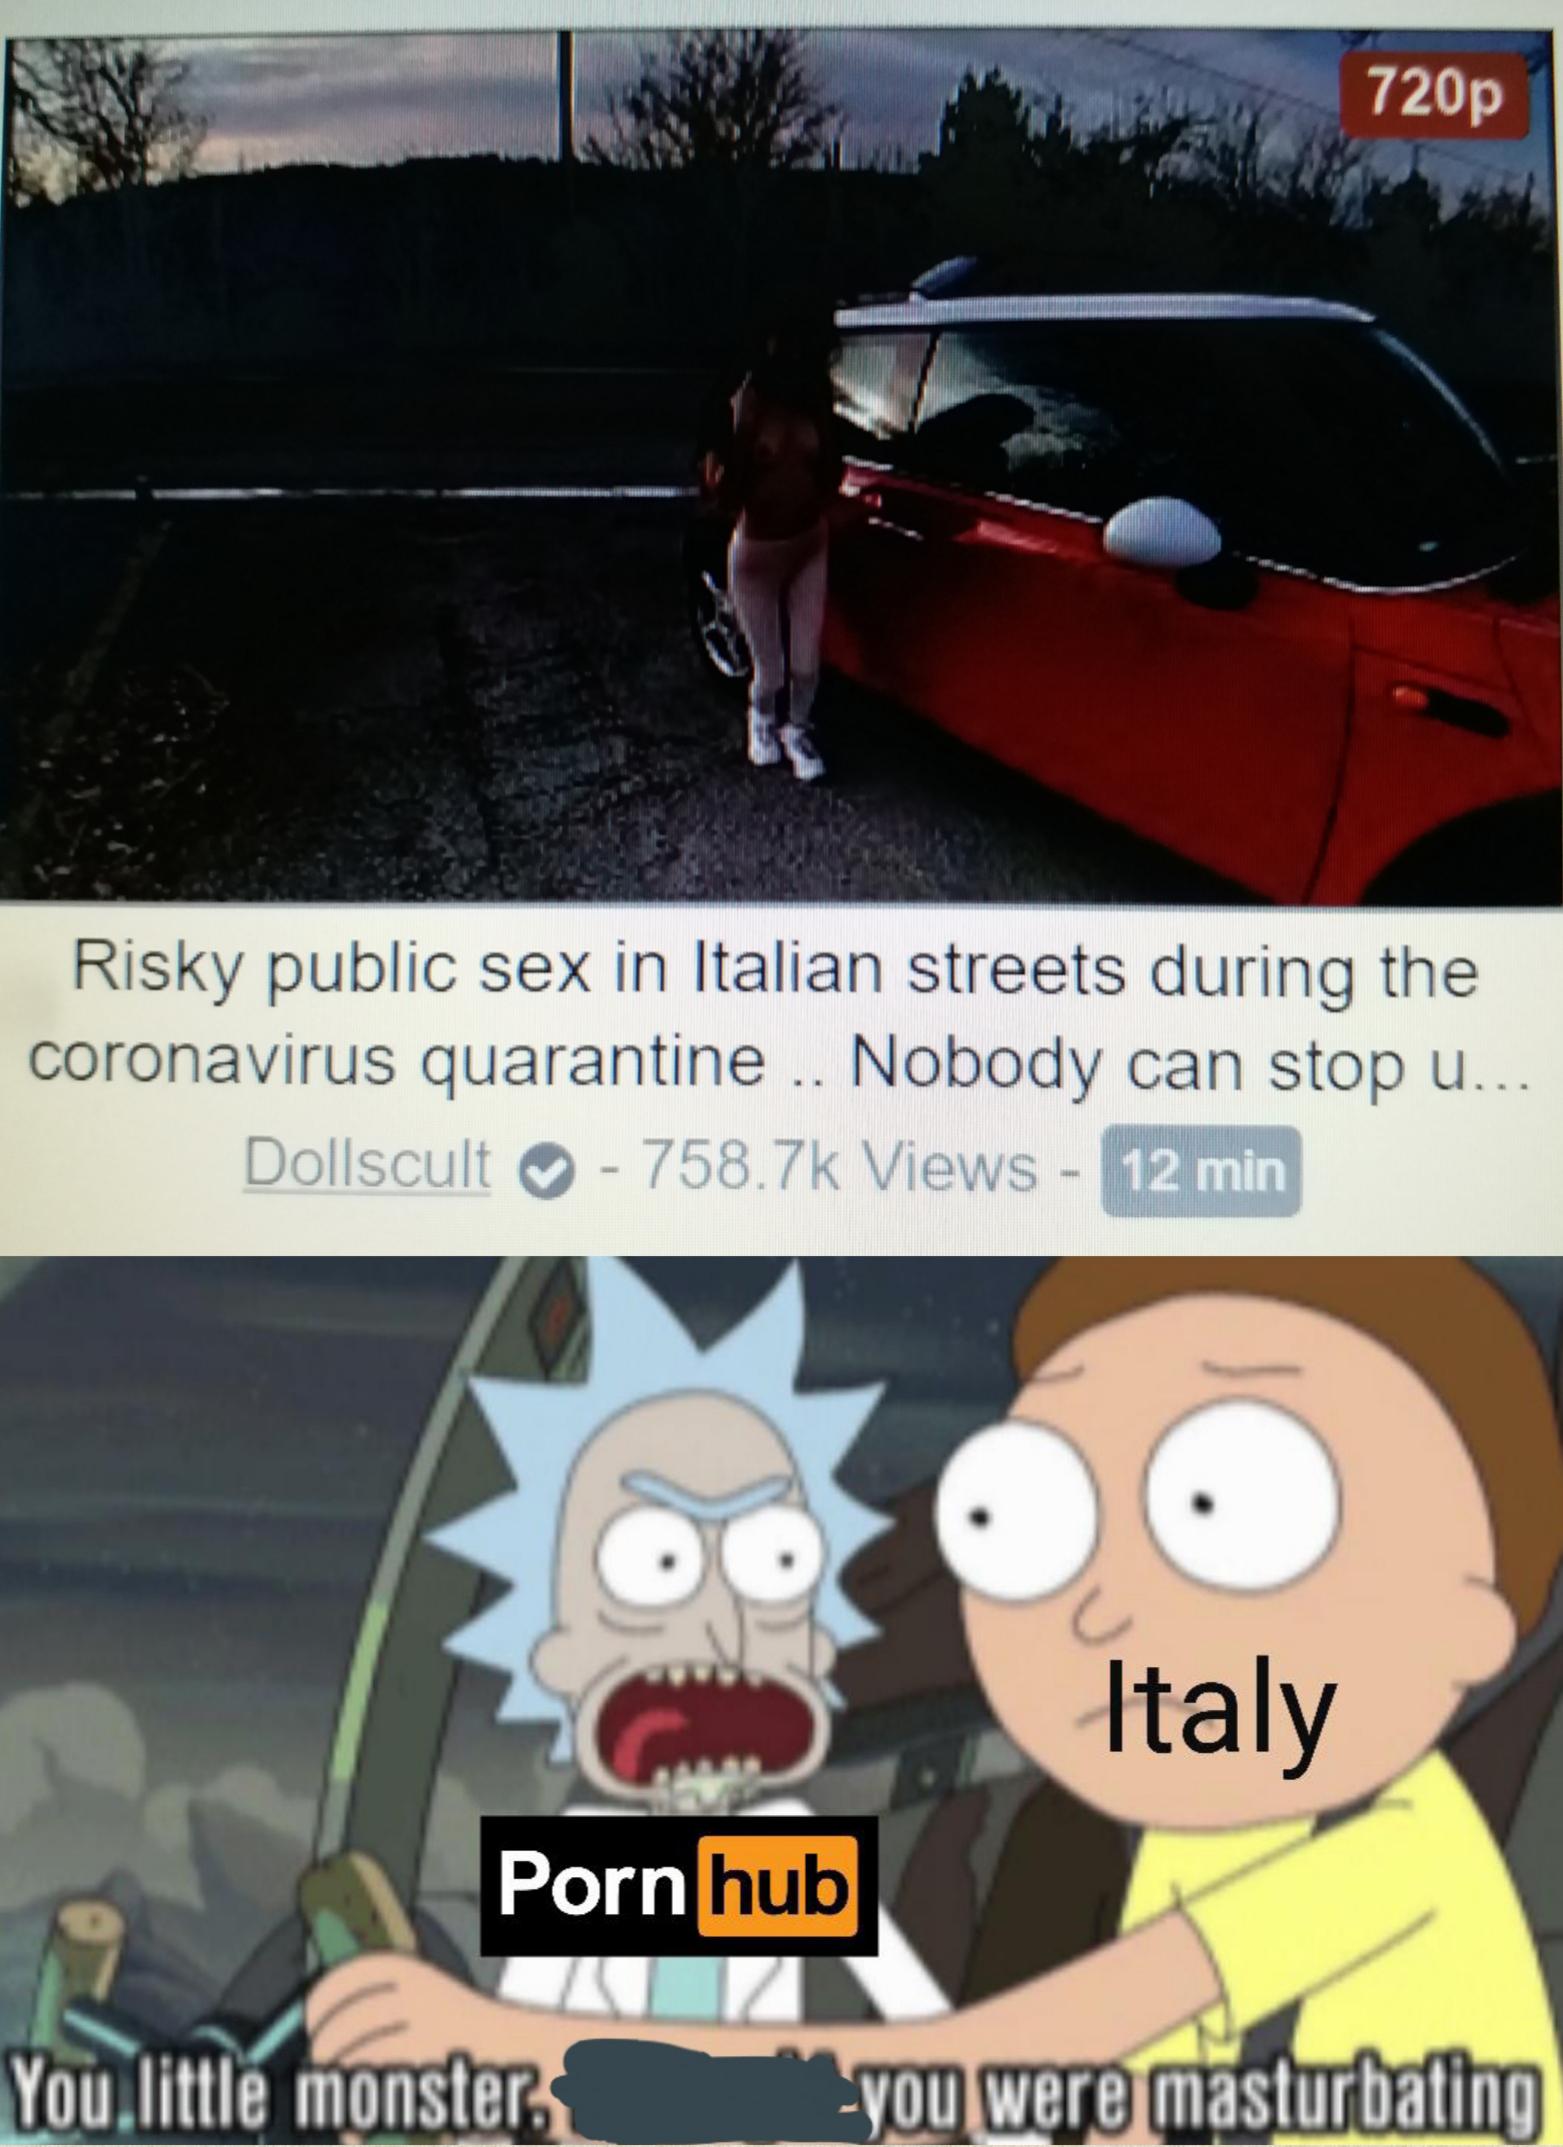 720p
Risky public sex in Italian streets during the
coronavirus quarantine .. Nobody can stop u...
Dollscult - 758.7k Views - 12 min
Italy
Porn hub
You little monster. you were masturbating